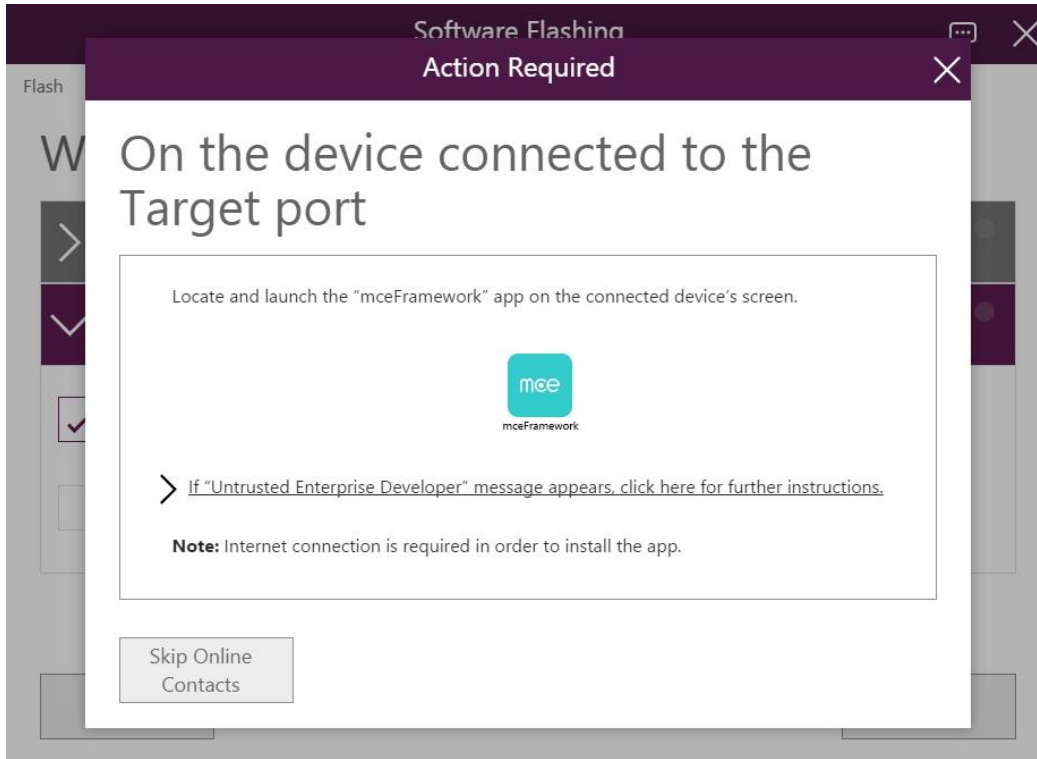 Software Flashing
Action Required
Flash
W
On the device connected to the
Target port
Locate and launch the “mceFramework” app on the connected device’s screen.
mce
mceFramework
If “Untrusted Enterprise Developer” message appears, click here for further instructions.
Note: Internet connection is required in order to install the app.
Skip Online
Contacts